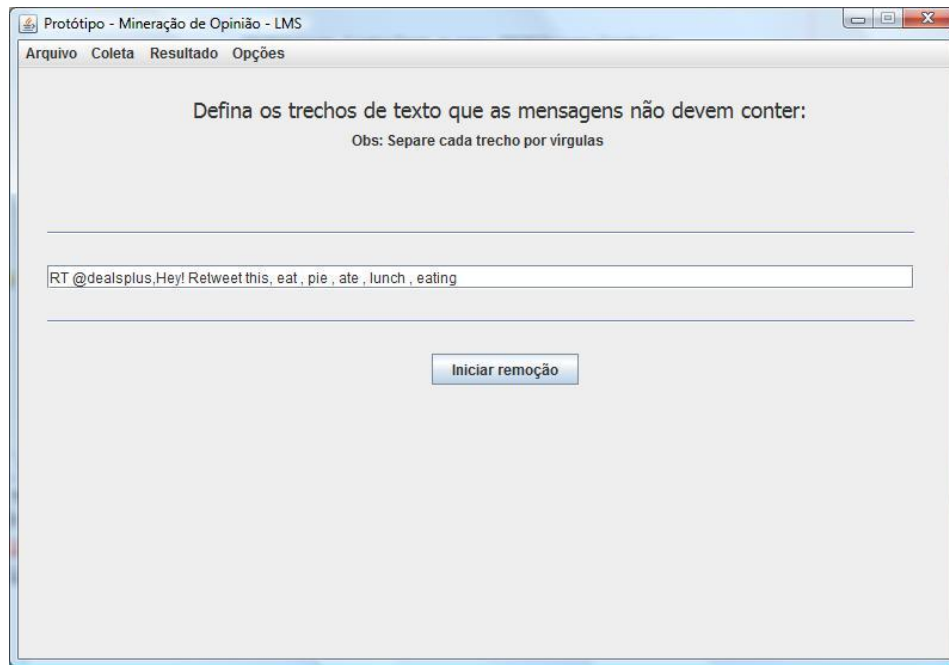 Protótipo - Mineração de Opinião - LMS
Arquivo Coleta Resultado Opções
Defina os trechos de texto que as mensagens não devem conter:
Obs: Separe cada trecho por vírgulas
RT @dealsplus,Hey! Retweet this, eat , pie , ate , lunch , eating
Iniciar remoção